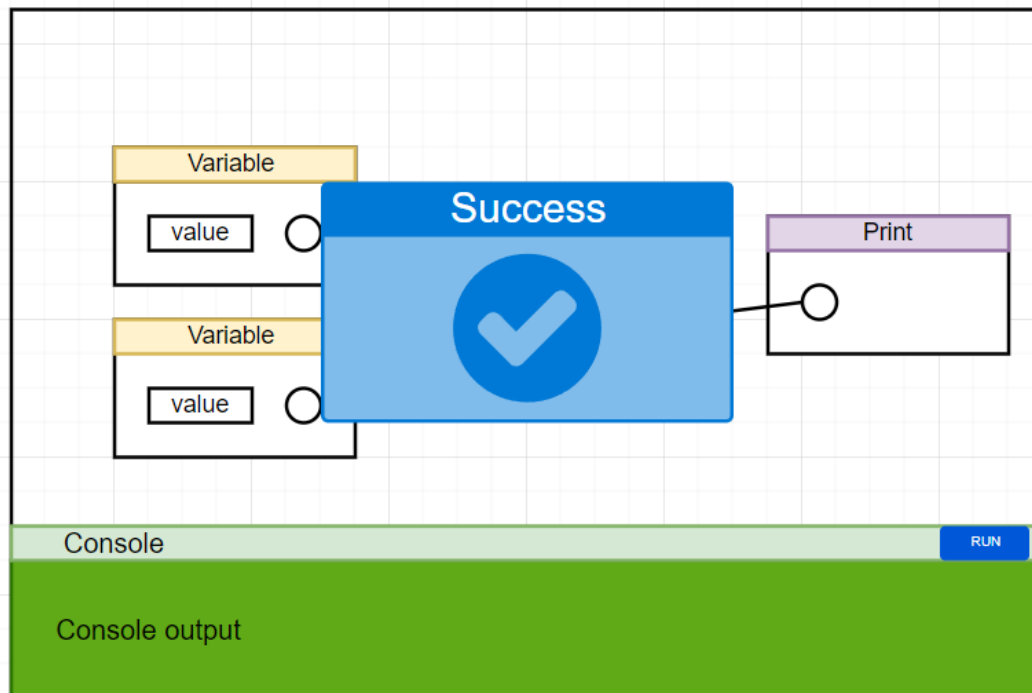 Variable
value
Success
Print
Variable
value
Console
RUN
Console output